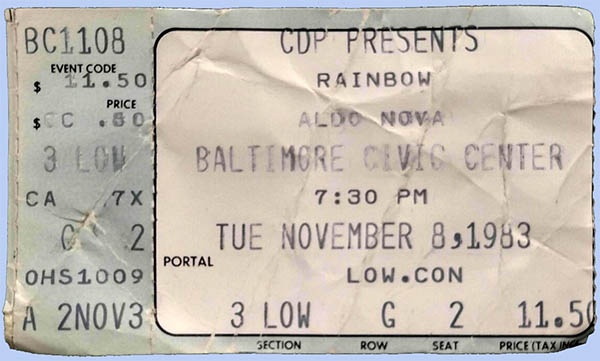 BC1108
EVENT CODE
$ 11.50
PRICE
$ CC .50
3 LOW
CA 7X
G 2
OHS1009
A 2NOV3
CDP PRESENTS
RAINBOW
ALDO NOVA
BALTIMORE CIVIC CENTER
7:30 PM
TUE NOVEMBER 8,1983
PORTAL
LOW.CON
3 LOW G 2 11.50
SECTION ROW SEAT PRICE (TAX